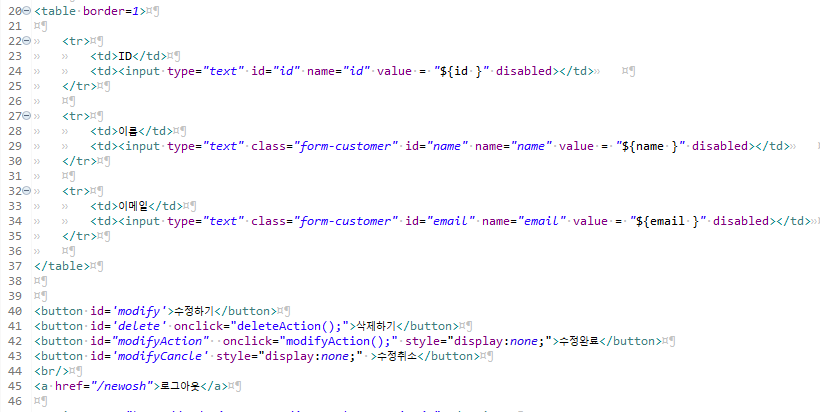 20 <table border=1>
21
22 <tr>
23 <td>ID</td>
24 <td><input type="text" id="id" name="id" value = "${id }" disabled></td>
25 </tr>
26
27 <tr>
28 <td>이름</td>
29 <td><input type="text" class="form-customer" id="name" name="name" value = "${name }" disabled></td>
30 </tr>
31
32 <tr>
33 <td>이메일</td>
34 <td><input type="text" class="form-customer" id="email" name="email" value = "${email }" disabled></td>
35 </tr>
36
37 </table>
38
39
40 <button id='modify'>수정하기</button>
41 <button id='delete' onclick="deleteAction();">삭제하기</button>
42 <button id="modifyAction" onclick="modifyAction();" style="display:none;">수정완료</button>
43 <button id='modifyCancle' style="display:none;" >수정취소</button>
44 <br/>
45 <a href="/newosh">로그아웃</a>
46